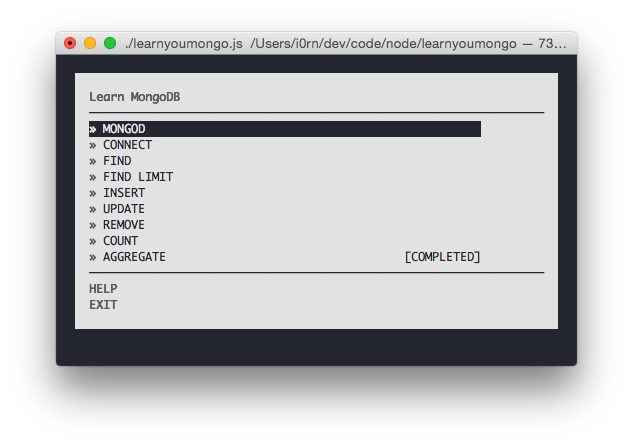 ./learnyoumongo.js /Users/i0rn/dev/code/node/learnyoumongo — 73...
Learn MongoDB
» MONGOD
» CONNECT
» FIND
» FIND LIMIT
» INSERT
» UPDATE
» REMOVE
» COUNT
» AGGREGATE [COMPLETED]
HELP
EXIT